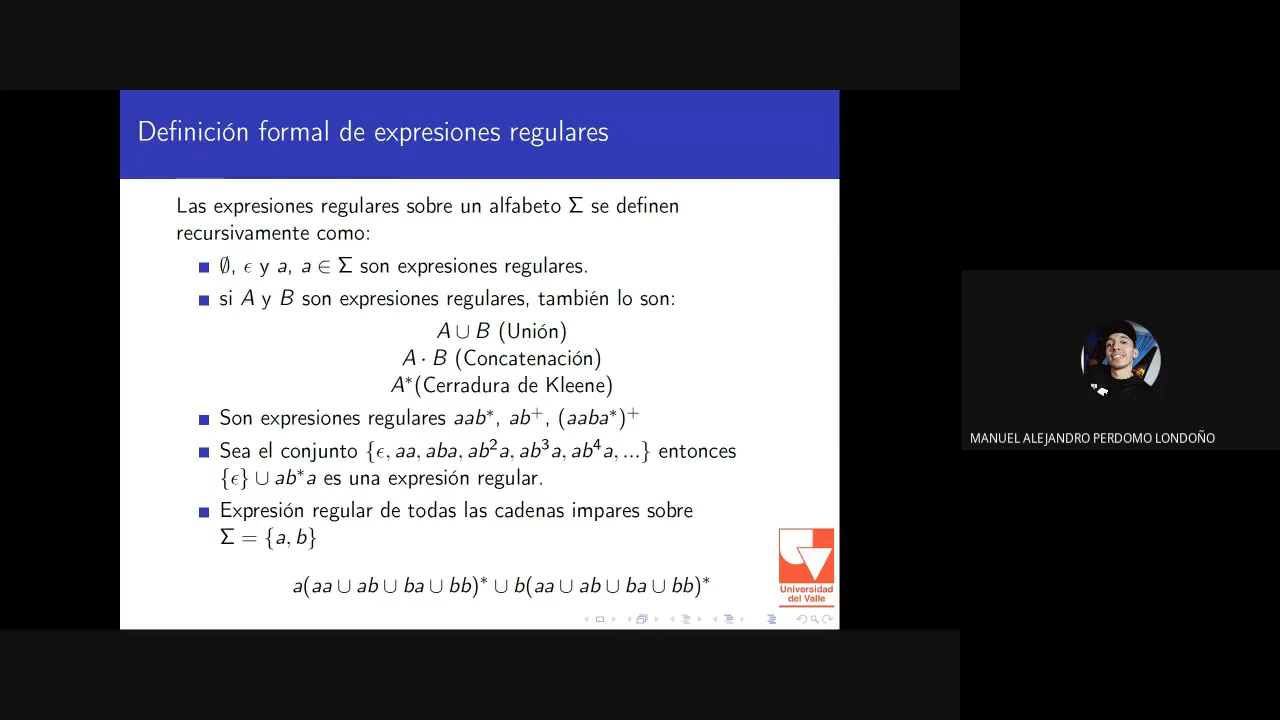 Definición formal de expresiones regulares
Las expresiones regulares sobre un alfabeto Σ se definen
recursivamente como:
∅, ϵ y a, a ∈ Σ son expresiones regulares.
si A y B son expresiones regulares, también lo son:
A ∪ B (Unión)
A · B (Concatenación)
A*(Cerradura de Kleene)
Son expresiones regulares aab*, ab⁺, (aaba*)⁺
Sea el conjunto {ϵ, aa, aba, ab²a, ab³a, ab⁴a, ...} entonces
{ϵ} ∪ ab*a es una expresión regular.
Expresión regular de todas las cadenas impares sobre
Σ = {a, b}
a(aa ∪ ab ∪ ba ∪ bb)* ∪ b(aa ∪ ab ∪ ba ∪ bb)*
Universidad
del Valle
MANUEL ALEJANDRO PERDOMO LONDOÑO